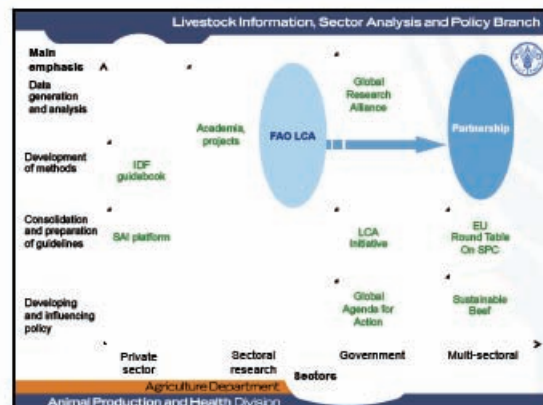 Livestock Information, Sector Analysis and Policy Branch
Main
emphasis
Data
generation
and analysis
Global
Research
Alliance
Academia,
projects
FAO LCA
Partnership
Development
of methods
IDF
guidebook
Consolidation
and preparation
of guidelines
SAI platform
LCA
Initiative
EU
Round Table
On SPC
Developing
and influencing
policy
Global
Agenda for
Action
Sustainable
Beef
Private
sector
Sectoral
research
Government
Multi-sectoral
Sectors
Agriculture Department
Animal Production and Health Division